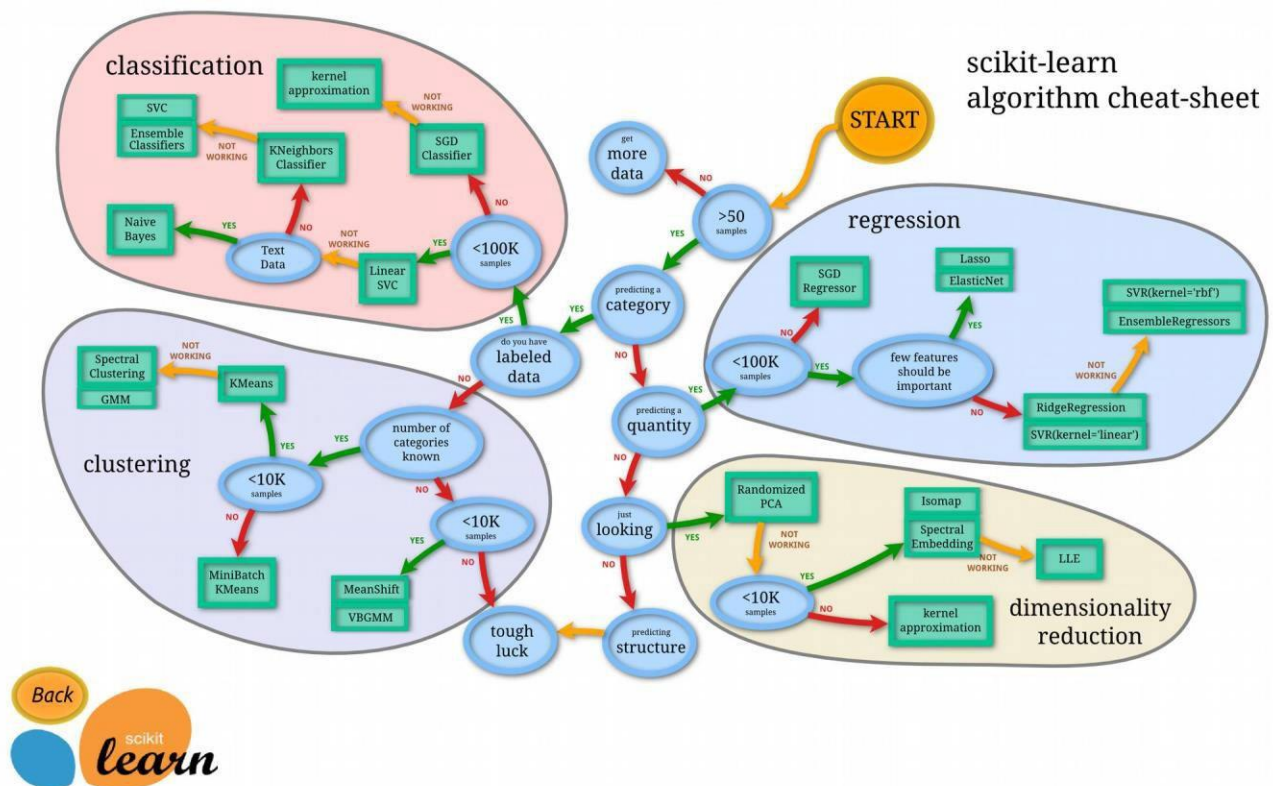 scikit-learn
algorithm cheat-sheet
START
get
more
data
NO
>50
samples
YES
predicting a
category
YES
NO
do you have
labeled
data
YES
NO
predicting a
quantity
YES
NO
just
looking
YES
NO
predicting
structure
tough
luck
classification
kernel
approximation
NOT
WORKING
SVC
Ensemble
Classifiers
NOT
WORKING
KNeighbors
Classifier
SGD
Classifier
NO
Naive
Bayes
YES
NO
Text
Data
NOT
WORKING
Linear
SVC
YES
<100K
samples
regression
SGD
Regressor
Lasso
ElasticNet
SVR(kernel='rbf')
EnsembleRegressors
NO
YES
NOT
WORKING
<100K
samples
YES
few features
should be
important
NO
RidgeRegression
SVR(kernel='linear')
clustering
Spectral
Clustering
GMM
NOT
WORKING
KMeans
YES
number of
categories
known
YES
NO
<10K
samples
NO
MiniBatch
KMeans
<10K
samples
YES
NO
MeanShift
VBGMM
dimensionality
reduction
Randomized
PCA
NOT
WORKING
Isomap
Spectral
Embedding
NOT
WORKING
LLE
<10K
samples
YES
NO
kernel
approximation
Back
scikit
learn